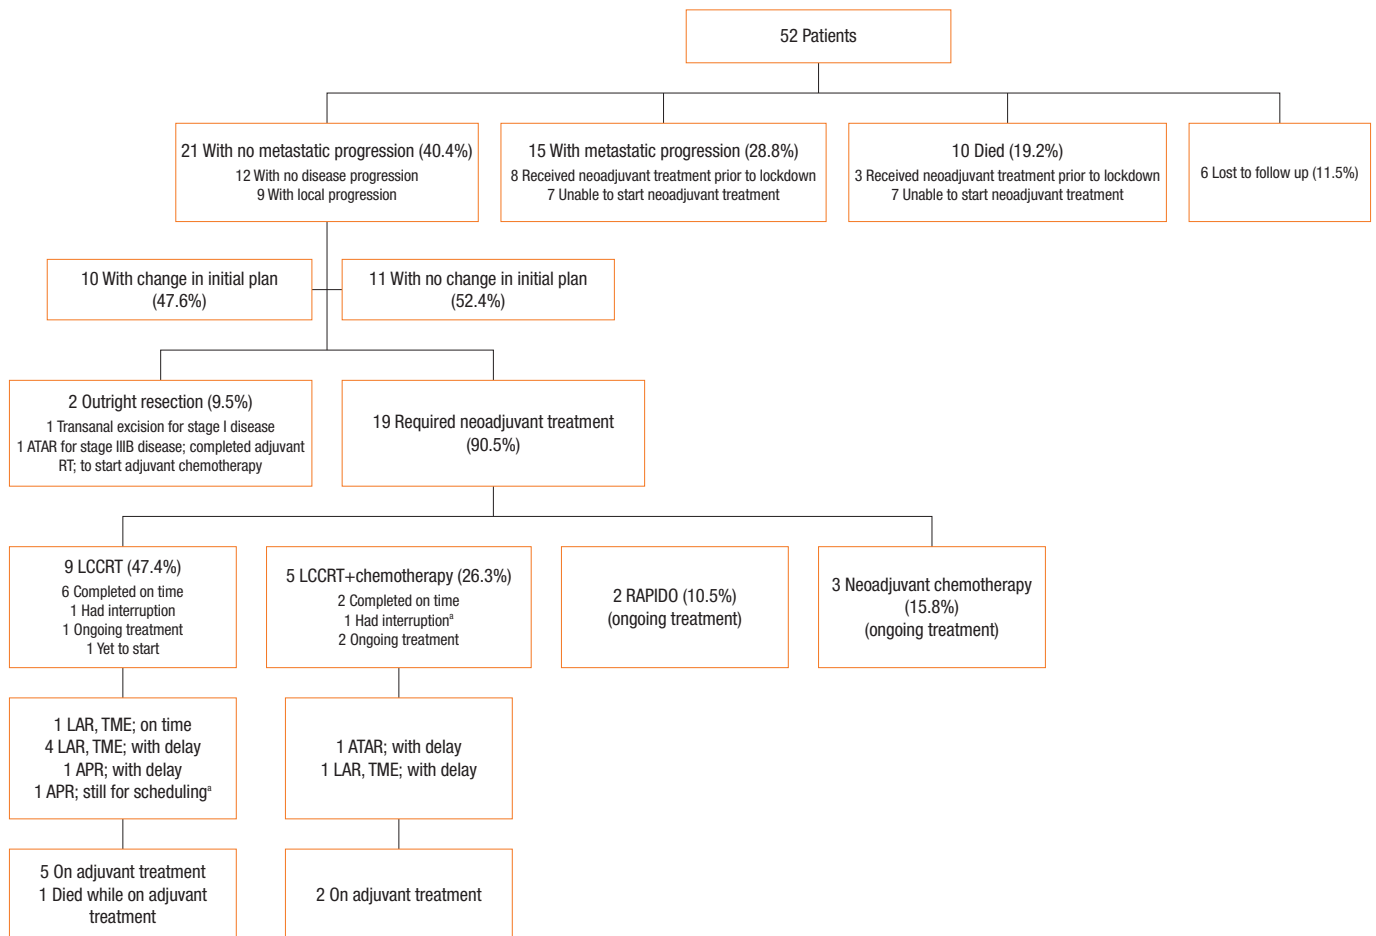 52 Patients
21 With no metastatic progression (40.4%)
12 With no disease progression
9 With local progression
15 With metastatic progression (28.8%)
8 Received neoadjuvant treatment prior to lockdown
7 Unable to start neoadjuvant treatment
10 Died (19.2%)
3 Received neoadjuvant treatment prior to lockdown
7 Unable to start neoadjuvant treatment
6 Lost to follow up (11.5%)
10 With change in initial plan
(47.6%)
11 With no change in initial plan
(52.4%)
2 Outright resection (9.5%)
1 Transanal excision for stage I disease
1 ATAR for stage IIIB disease; completed adjuvant
RT; to start adjuvant chemotherapy
19 Required neoadjuvant treatment
(90.5%)
9 LCCRT (47.4%)
6 Completed on time
1 Had interruption
1 Ongoing treatment
1 Yet to start
5 LCCRT+chemotherapy (26.3%)
2 Completed on time
1 Had interruptionᵃ
2 Ongoing treatment
2 RAPIDO (10.5%)
(ongoing treatment)
3 Neoadjuvant chemotherapy
(15.8%)
(ongoing treatment)
1 LAR, TME; on time
4 LAR, TME; with delay
1 APR; with delay
1 APR; still for schedulingᵃ
1 ATAR; with delay
1 LAR, TME; with delay
5 On adjuvant treatment
1 Died while on adjuvant
treatment
2 On adjuvant treatment